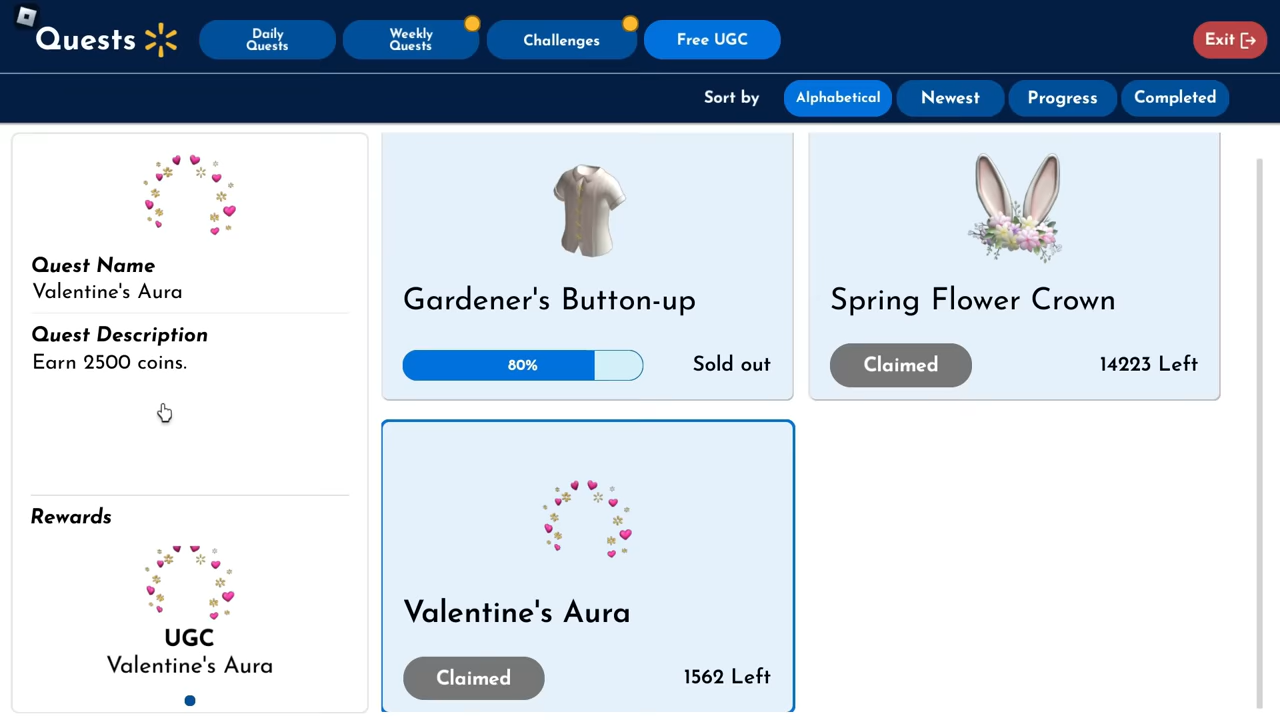 Quests
Daily
Quests
Weekly
Quests
Challenges
Free UGC
Exit
Sort by
Alphabetical
Newest
Progress
Completed
Quest Name
Valentine's Aura
Quest Description
Earn 2500 coins.
Rewards
UGC
Valentine's Aura
Gardener's Button-up
80%
Sold out
Spring Flower Crown
Claimed
14223 Left
Valentine's Aura
Claimed
1562 Left